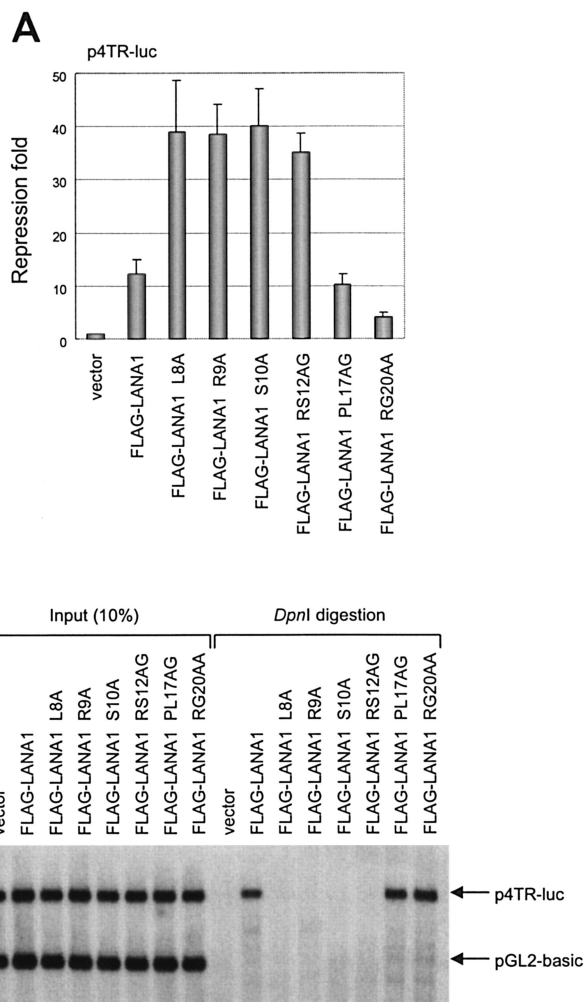 A
p4TR-luc
50
40
30
20
10
0
Repression fold
vector
FLAG-LANA1
FLAG-LANA1 L8A
FLAG-LANA1 R9A
FLAG-LANA1 S10A
FLAG-LANA1 RS12AG
FLAG-LANA1 PL17AG
FLAG-LANA1 RG20AA
Input (10%)
DpnI digestion
vector
FLAG-LANA1
FLAG-LANA1 L8A
FLAG-LANA1 R9A
FLAG-LANA1 S10A
FLAG-LANA1 RS12AG
FLAG-LANA1 PL17AG
FLAG-LANA1 RG20AA
vector
FLAG-LANA1
FLAG-LANA1 L8A
FLAG-LANA1 R9A
FLAG-LANA1 S10A
FLAG-LANA1 RS12AG
FLAG-LANA1 PL17AG
FLAG-LANA1 RG20AA
p4TR-luc
pGL2-basic